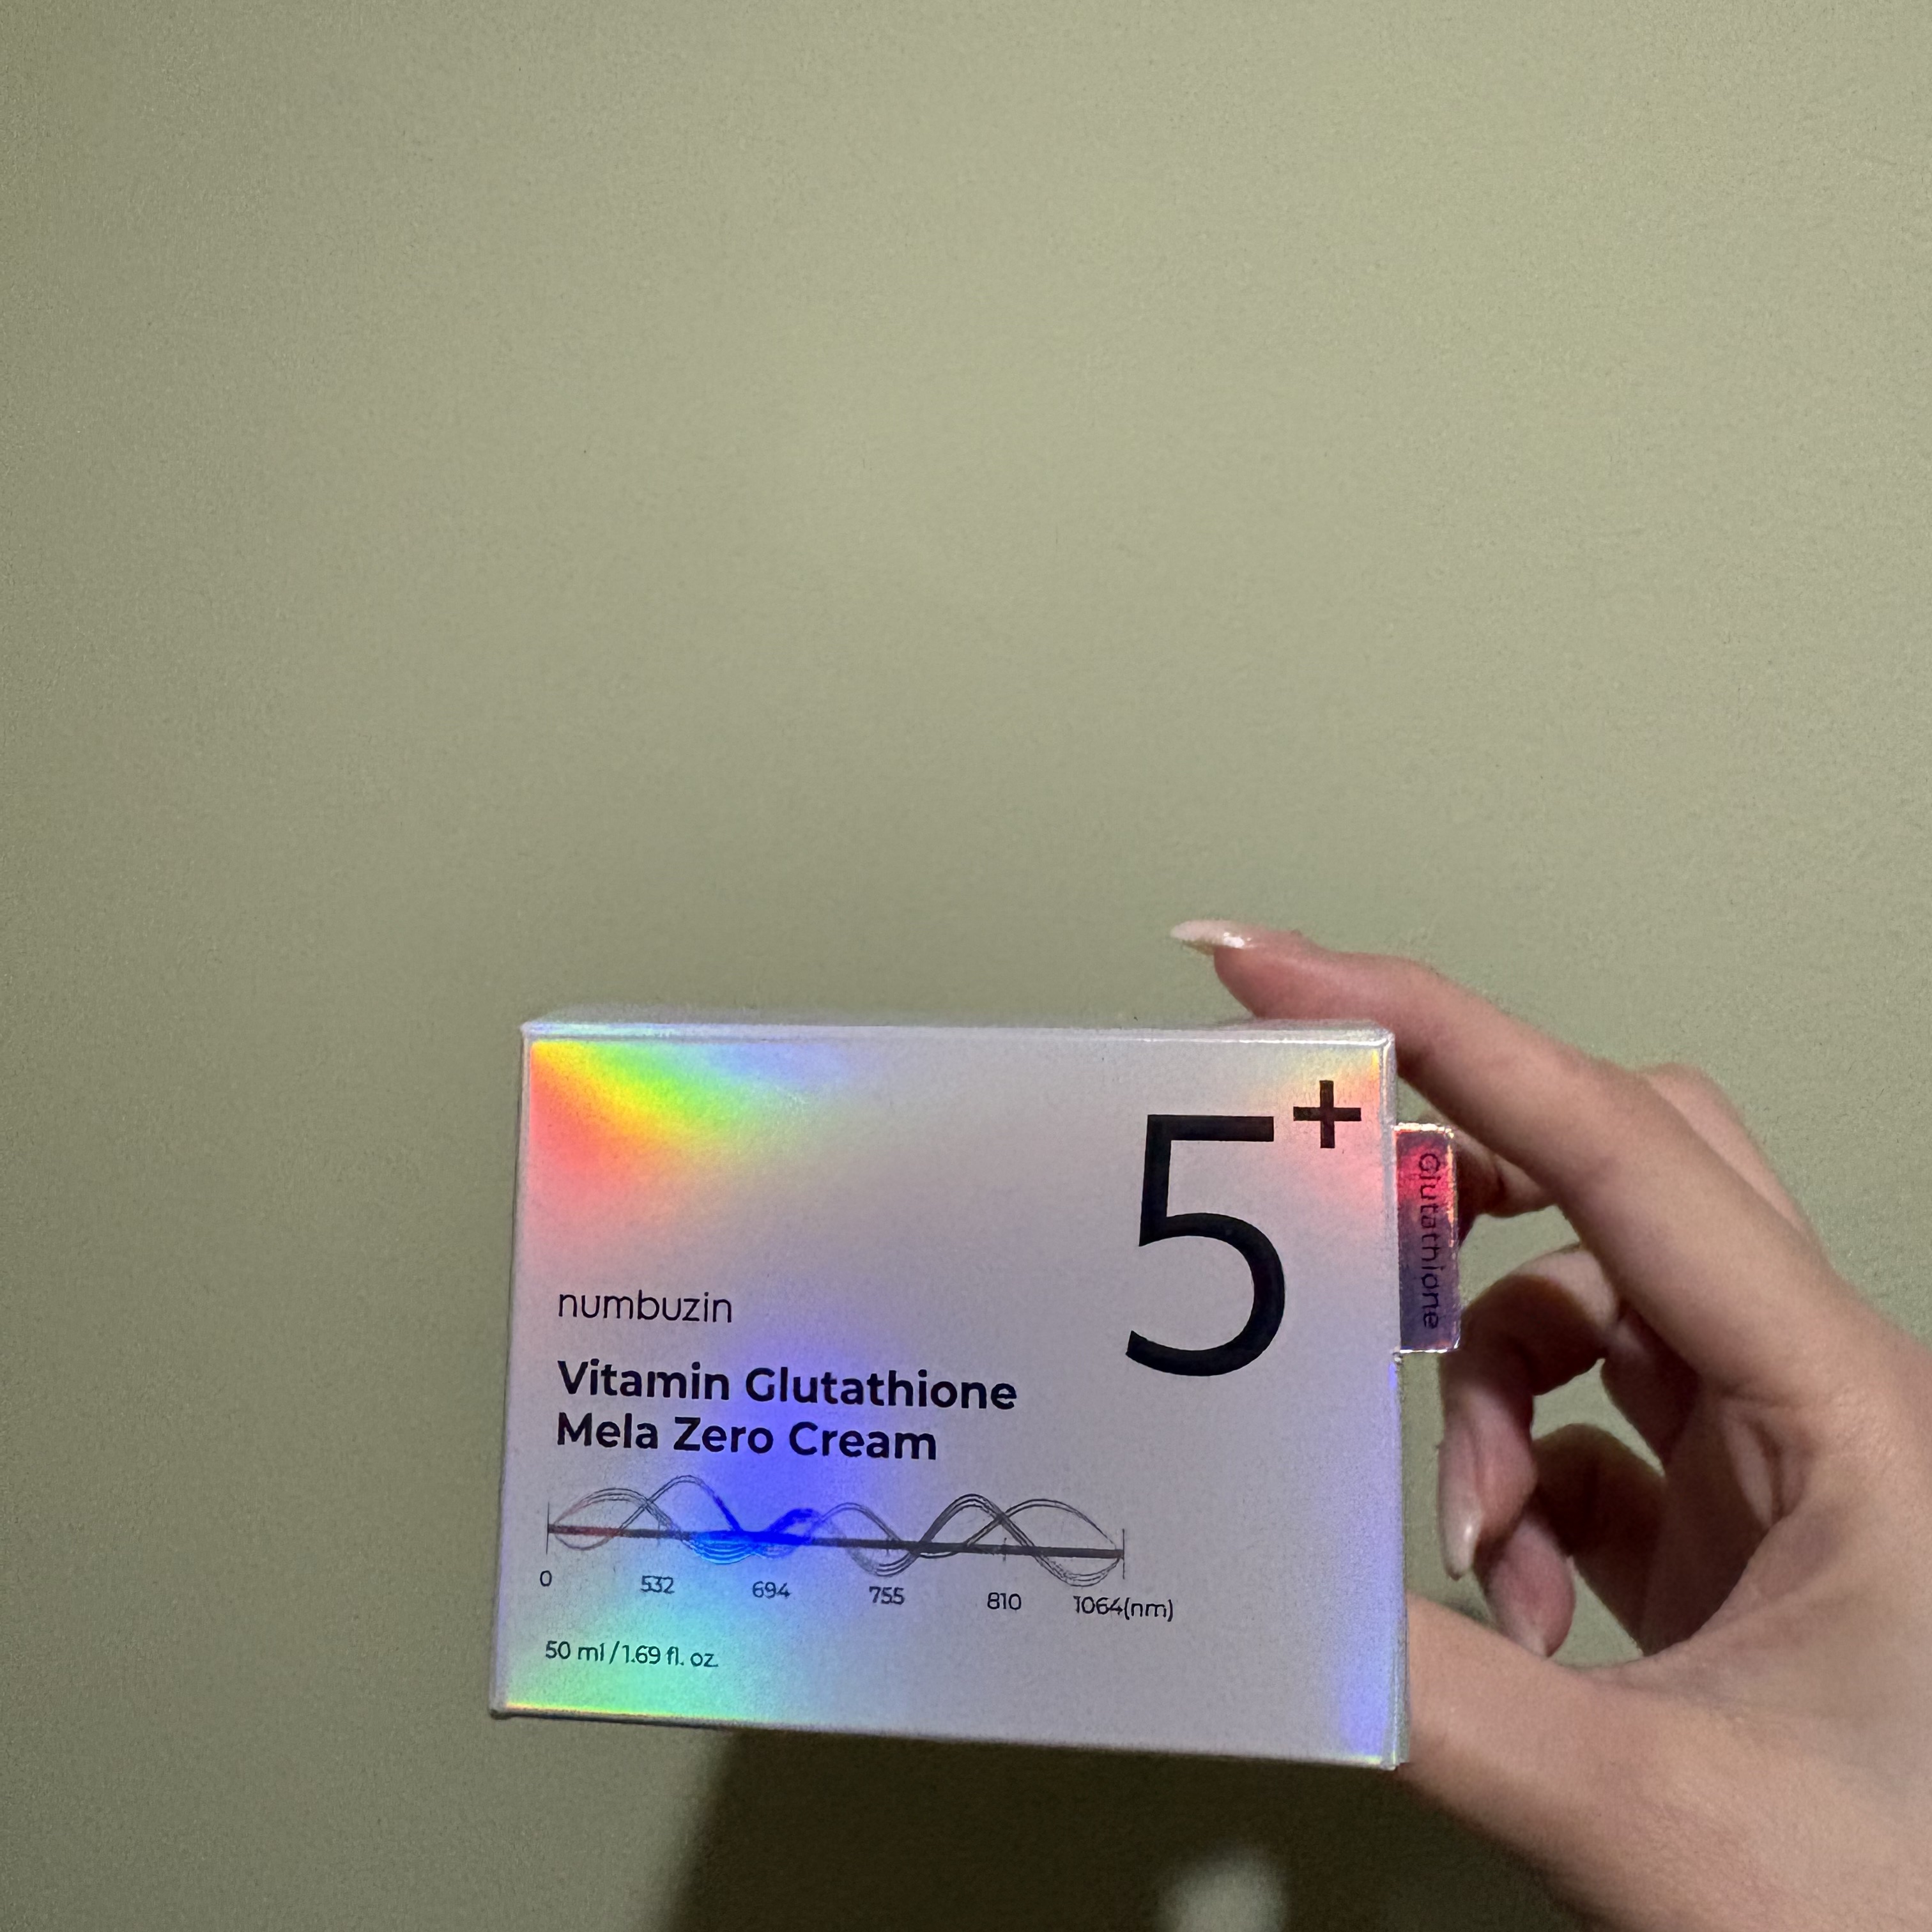 5+
Glutathione
numbuzin
Vitamin Glutathione
Mela Zero Cream
0 532 694 755 810 1064(nm)
50 ml / 1.69 fl. oz.